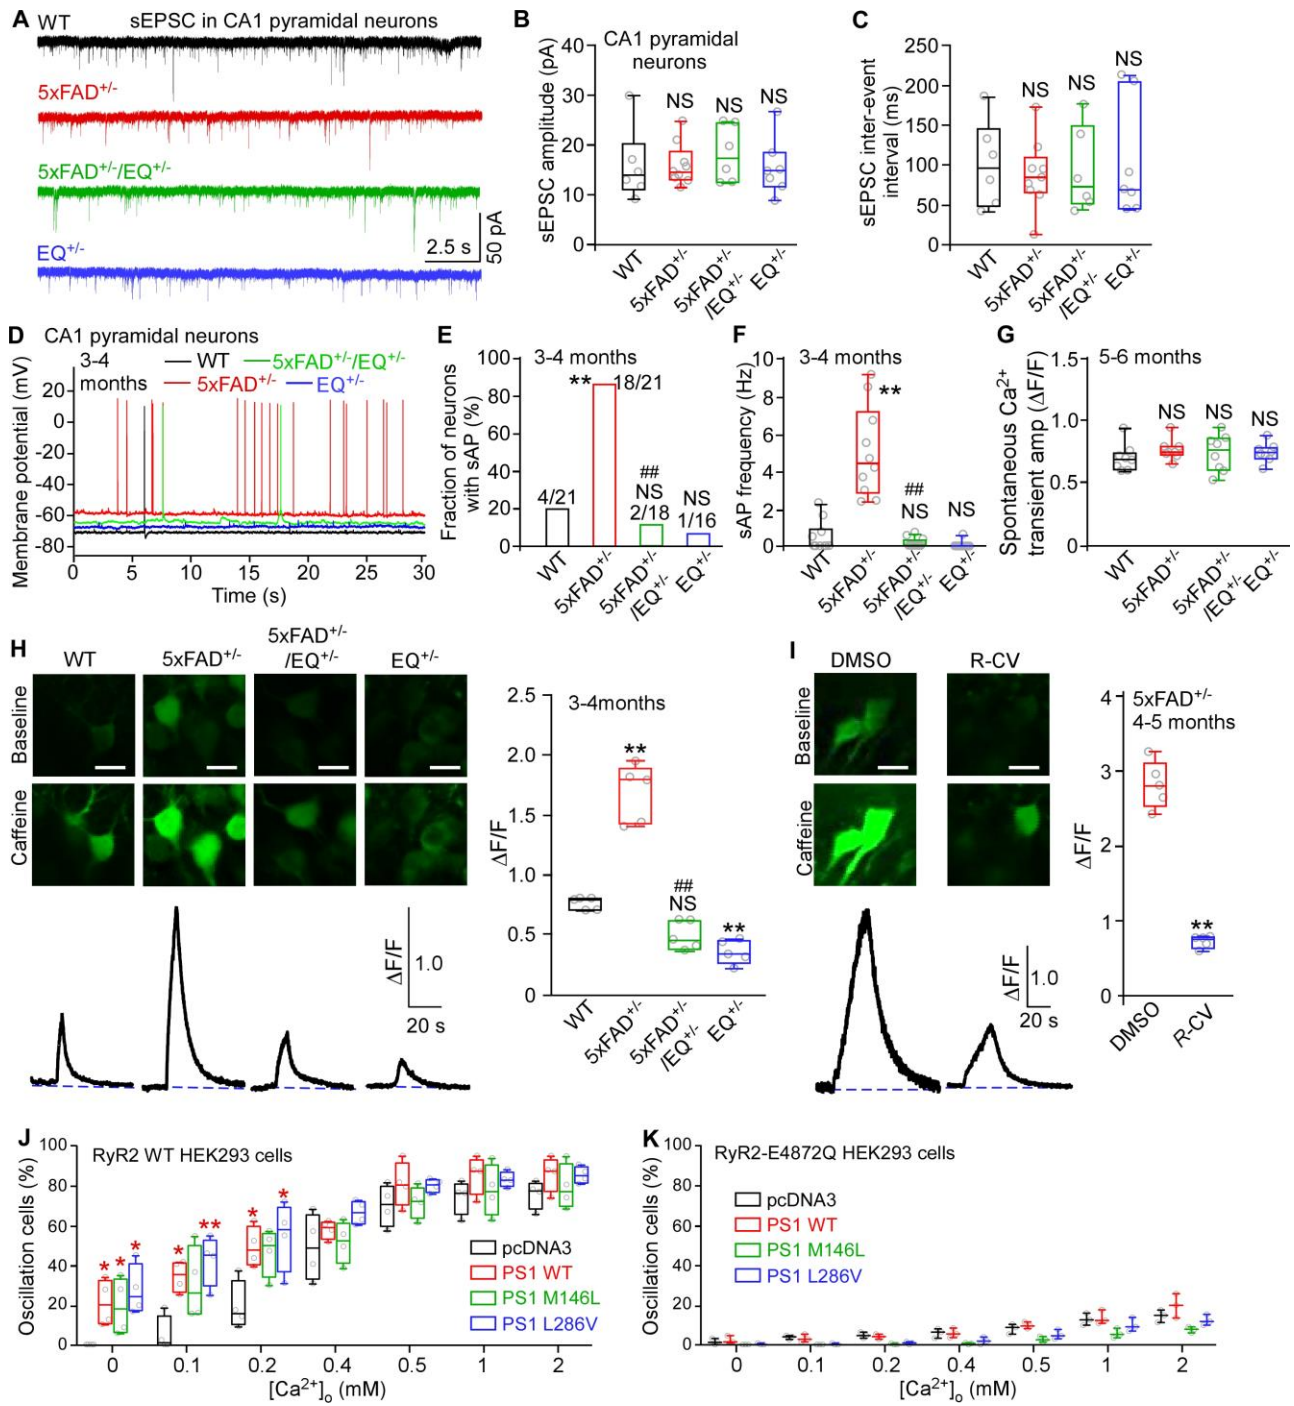 A
WT
sEPSC in CA1 pyramidal neurons
5xFAD+/-
5xFAD+/-/EQ+/-
EQ+/-
2.5 s
50 pA
B
CA1 pyramidal
neurons
sEPSC amplitude (pA)
40
30
20
10
0
NS
NS
NS
WT
5xFAD+/-
5xFAD+/-
/EQ+/-
EQ+/-
C
sEPSC inter-event
interval (ms)
250
200
150
100
50
0
NS
NS
NS
WT
5xFAD+/-
5xFAD+/-
/EQ+/-
EQ+/-
D
CA1 pyramidal neurons
3-4
months
WT
5xFAD+/-/EQ+/-
5xFAD+/-
EQ+/-
Membrane potential (mV)
20
0
-20
-40
-60
-80
0
5
10
15
20
25
30
Time (s)
E
3-4 months
Fraction of neurons
with sAP (%)
100
80
60
40
20
0
4/21
**
18/21
##
NS
2/18
NS
1/16
WT
5xFAD+/-
5xFAD+/-
/EQ+/-
EQ+/-
F
3-4 months
sAP frequency (Hz)
10
8
6
4
2
0
**
##
NS
NS
WT
5xFAD+/-
5xFAD+/-
/EQ+/-
EQ+/-
G
5-6 months
Spontaneous Ca2+
transient amp (ΔF/F)
1.5
1.0
0.5
0
NS
NS
NS
WT
5xFAD+/-
5xFAD+/-
/EQ+/-
EQ+/-
H
WT
5xFAD+/-
5xFAD+/-
/EQ+/-
EQ+/-
Baseline
Caffeine
ΔF/F
1.0
20 s
3-4months
ΔF/F
2.5
2.0
1.5
1.0
0.5
0
**
##
NS
**
WT
5xFAD+/-
5xFAD+/-
/EQ+/-
EQ+/-
I
DMSO
R-CV
Baseline
Caffeine
ΔF/F
1.0
20 s
5xFAD+/-
4-5 months
ΔF/F
4
3
2
1
0
**
DMSO
R-CV
J
RyR2 WT HEK293 cells
Oscillation cells (%)
100
80
60
40
20
0
* * *
* **
* *
pcDNA3
PS1 WT
PS1 M146L
PS1 L286V
0
0.1
0.2
0.4
0.5
1
2
[Ca2+]o (mM)
K
RyR2-E4872Q HEK293 cells
Oscillation cells (%)
100
80
60
40
20
0
pcDNA3
PS1 WT
PS1 M146L
PS1 L286V
0
0.1
0.2
0.4
0.5
1
2
[Ca2+]o (mM)